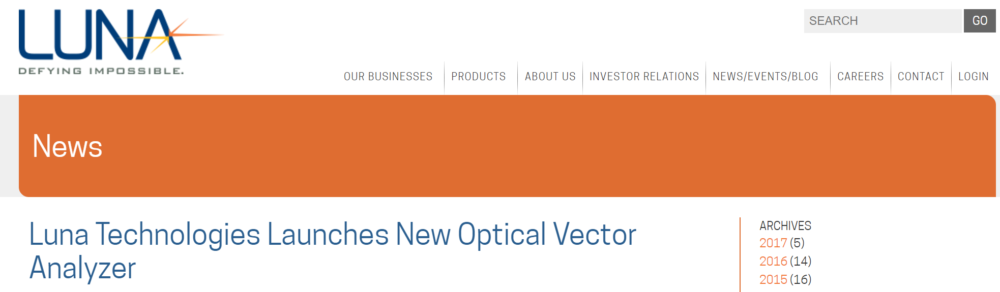 LUNA
DEFYING IMPOSSIBLE.
SEARCH
GO
OUR BUSINESSES
PRODUCTS
ABOUT US
INVESTOR RELATIONS
NEWS/EVENTS/BLOG
CAREERS
CONTACT
LOGIN
News
Luna Technologies Launches New Optical Vector
Analyzer
ARCHIVES
2017 (5)
2016 (14)
2015 (16)